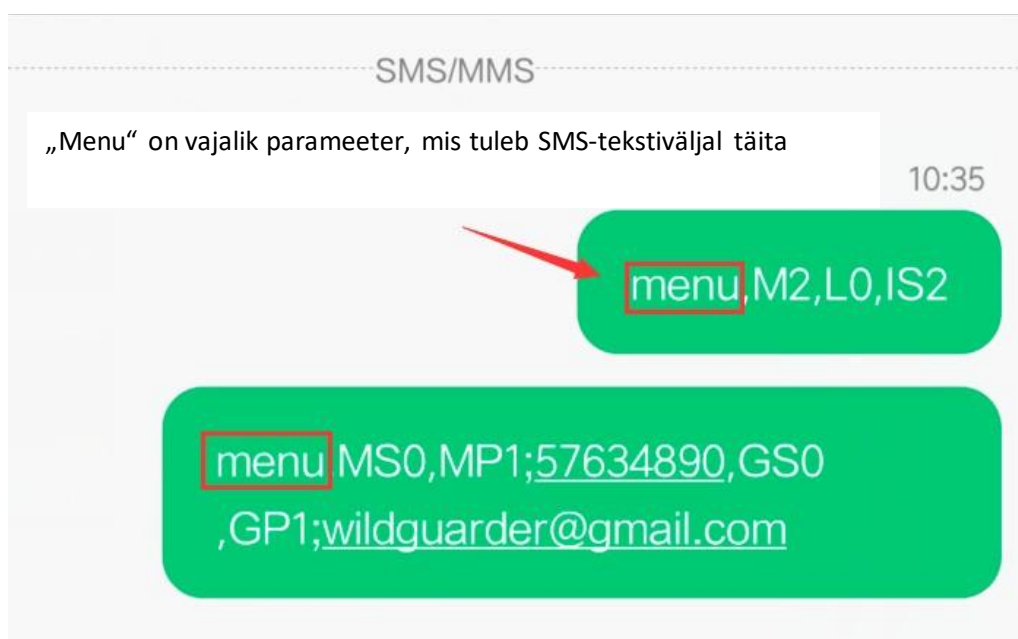 SMS/MMS
„Menu“ on vajalik parameeter, mis tuleb SMS-tekstiväljal täita
10:35
menu,M2,L0,IS2
menu,MS0,MP1;57634890,GS0
,GP1;wildguarder@gmail.com